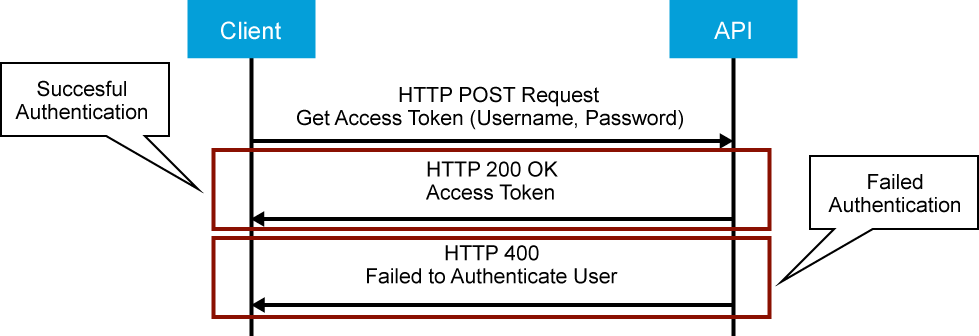 Client
API
Succesful
Authentication
HTTP POST Request
Get Access Token (Username, Password)
HTTP 200 OK
Access Token
Failed
Authentication
HTTP 400
Failed to Authenticate User